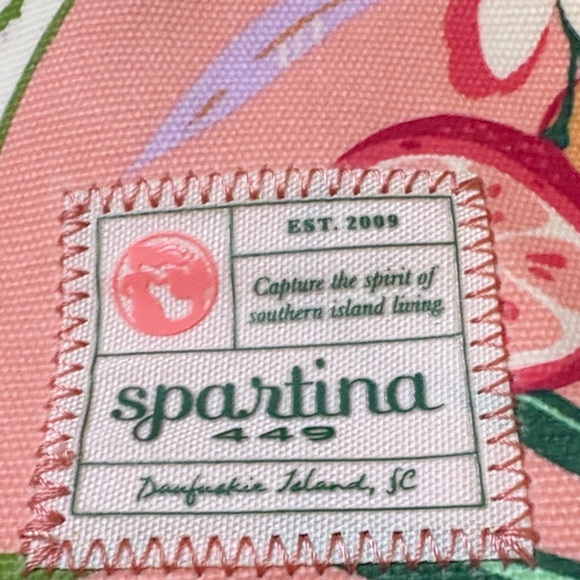 EST. 2009
Capture the spirit of
southern island living.
spartina
449
Daufuskie Island, SC